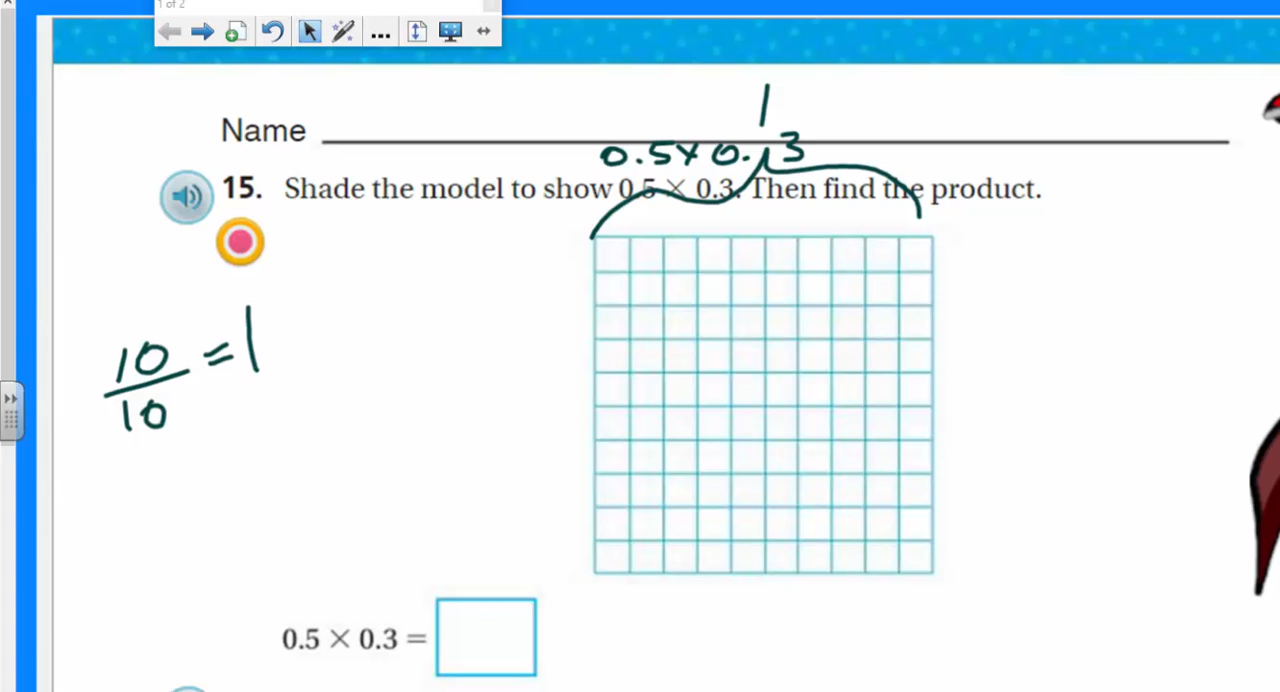 1 of 2
1
Name
0.5 x 0.3
15. Shade the model to show 0.5 × 0.3. Then find the product.
10/10 = 1
0.5 × 0.3 =